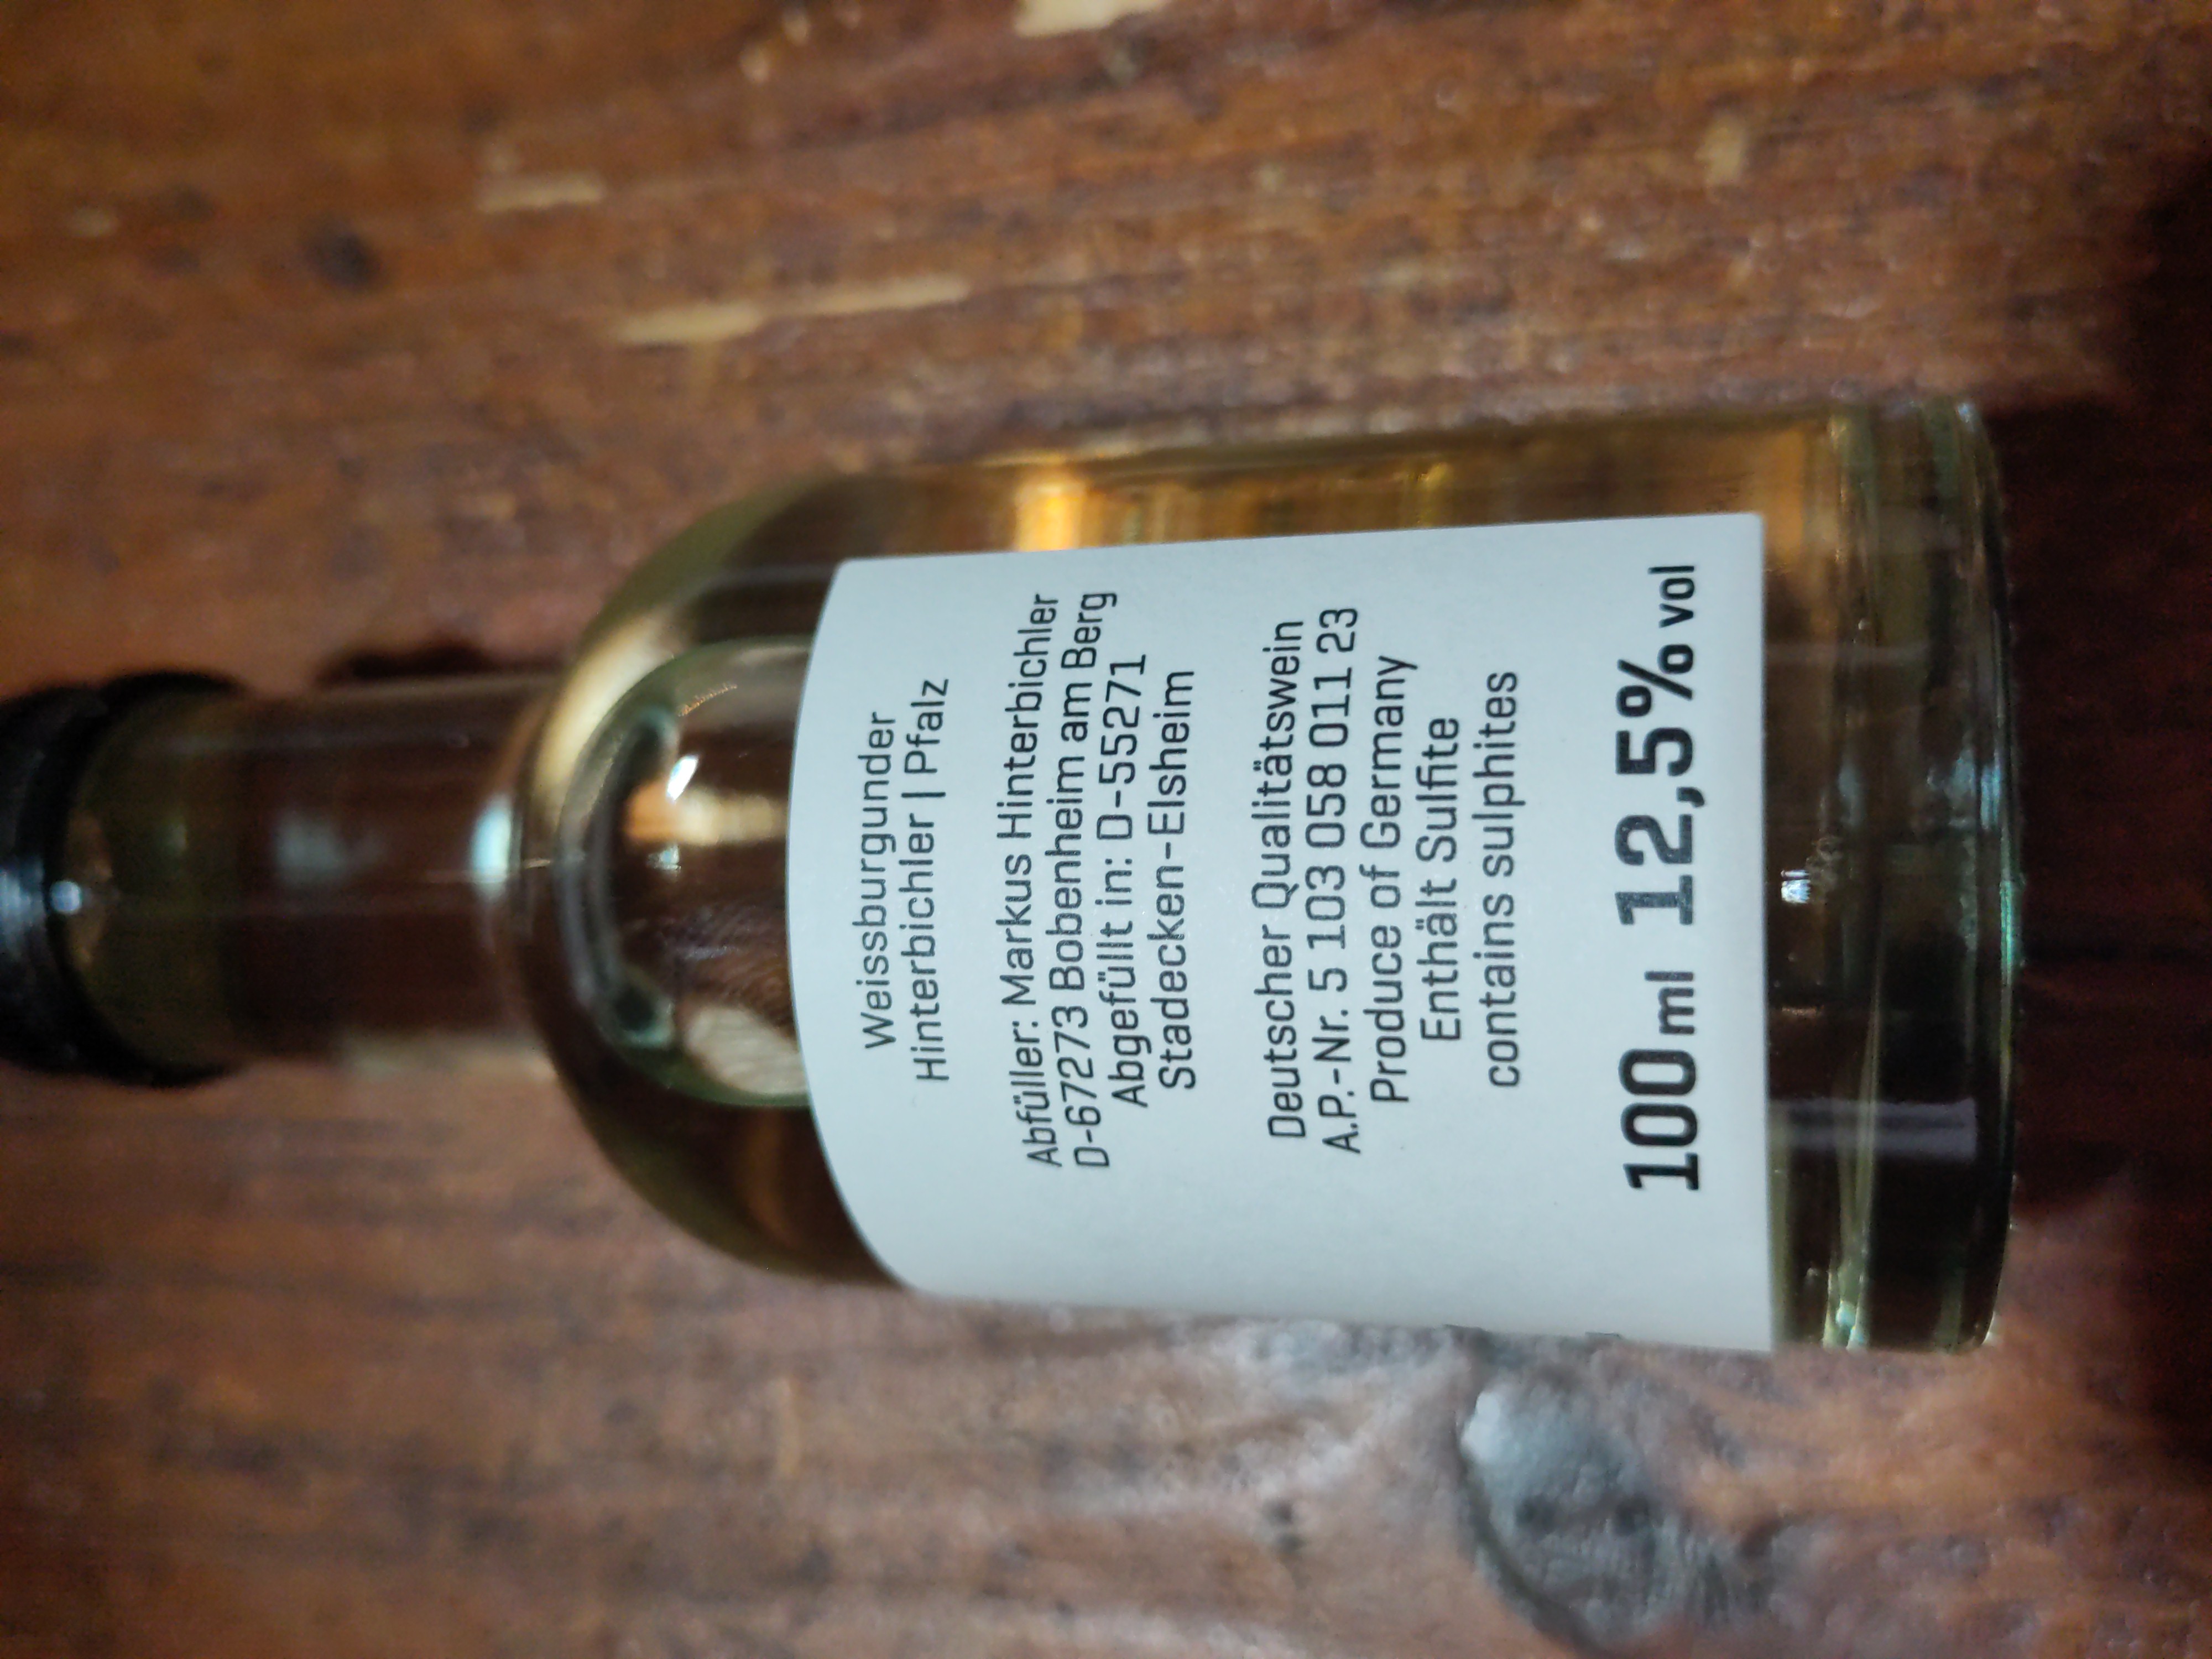 Weissburgunder
Hinterbichler | Pfalz
Abfüller: Markus Hinterbichler
D-67273 Bobenheim am Berg
Abgefüllt in: D-55271
Stadecken-Elsheim
Deutscher Qualitätswein
A.P.-Nr. 5 103 058 011 23
Produce of Germany
Enthält Sulfite
contains sulphites
100 ml 12,5% vol